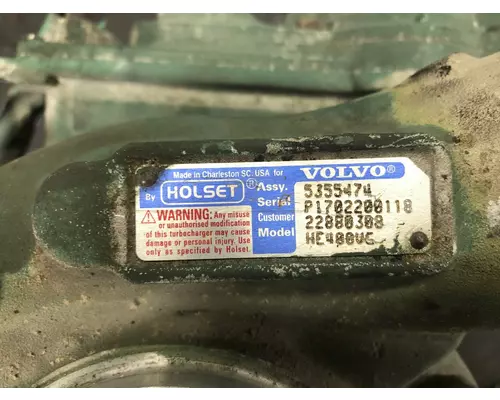 Made in Charleston SC. USA for VOLVO
By HOLSET ® Assy. 5355474
Serial P1702200118
Customer 22880308
Model HE400VG
⚠WARNING: Any misuse
or unauthorised modification
of this turbocharger may cause
damage or personal injury. Use
only as specified by Holset.